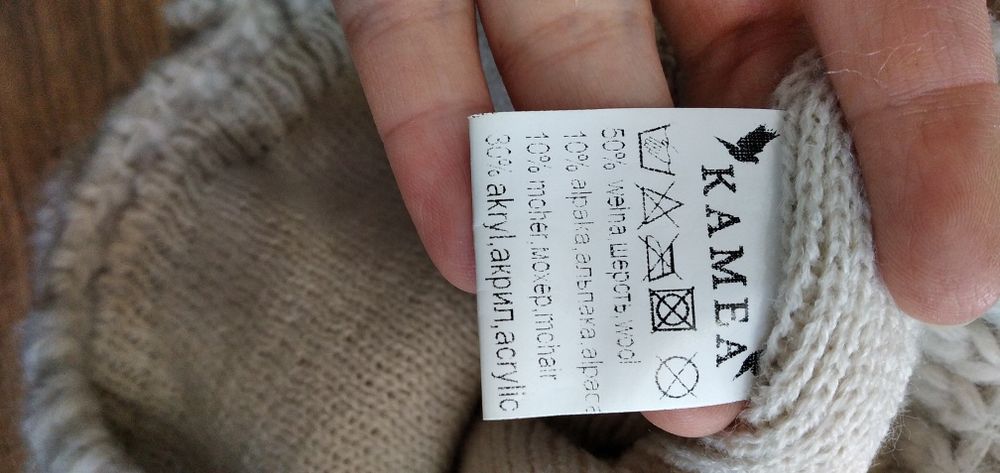 KAMEA
50% wełna,шерсть,wool
10% alpaka,альпака,alpaca
10% moher,мохер,mohair
30% akryl,акрил,acrylic